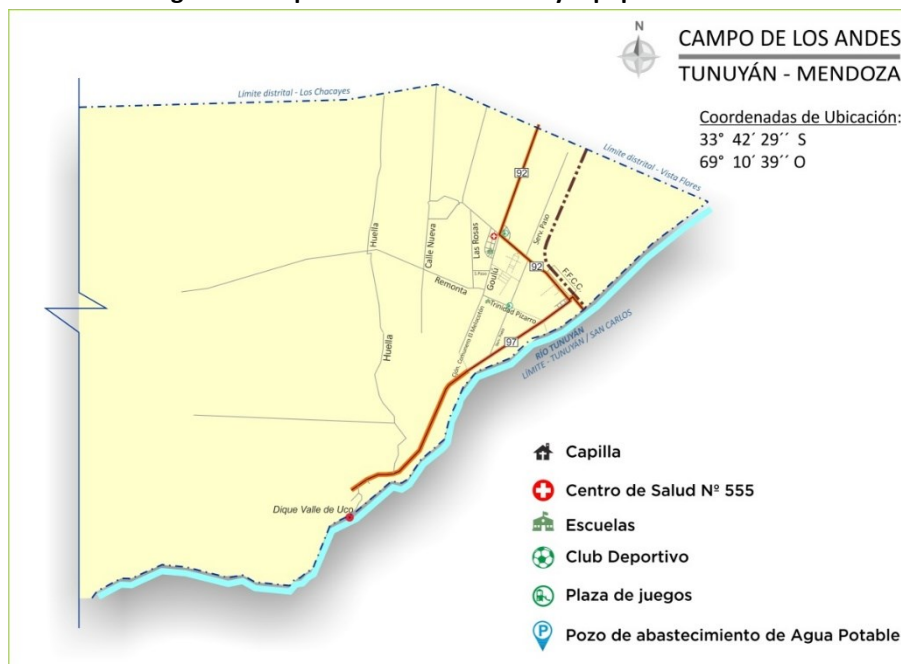 N
CAMPO DE LOS ANDES
TUNUYÁN - MENDOZA
Coordenadas de Ubicación:
33° 42´ 29´´ S
69° 10´ 39´´ O
Límite distrital - Los Chacayes
Límite distrital - Vista Flores
92
Huella
Calle Nueva
Las Rosas
Serv. Paso
Goulú
92
F.F.C.C.
Remonta
Trinidad Pizarro
97
RÍO TUNUYÁN
LÍMITE - TUNUYÁN / SAN CARLOS
Huella
Dique Valle de Uco
Capilla
Centro de Salud Nº 555
Escuelas
Club Deportivo
Plaza de juegos
P Pozo de abastecimiento de Agua Potable